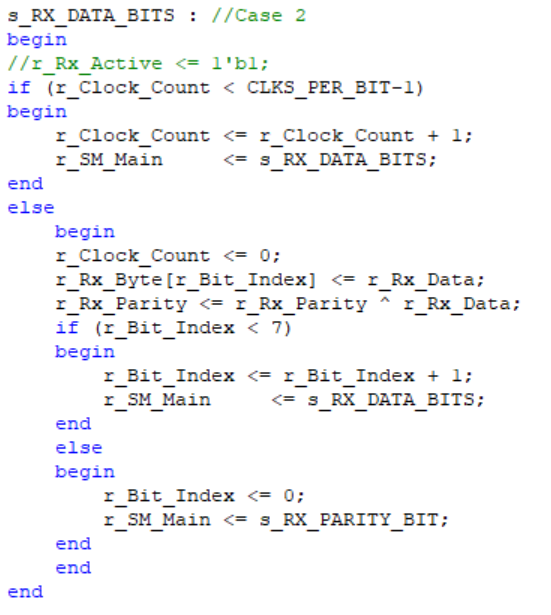 s_RX_DATA_BITS : //Case 2
begin
//r_Rx_Active <= 1'b1;
if (r_Clock_Count < CLKS_PER_BIT-1)
begin
    r_Clock_Count <= r_Clock_Count + 1;
    r_SM_Main     <= s_RX_DATA_BITS;
end
else
    begin
    r_Clock_Count <= 0;
    r_Rx_Byte[r_Bit_Index] <= r_Rx_Data;
    r_Rx_Parity <= r_Rx_Parity ^ r_Rx_Data;
    if (r_Bit_Index < 7)
    begin
        r_Bit_Index <= r_Bit_Index + 1;
        r_SM_Main     <= s_RX_DATA_BITS;
    end
    else
    begin
        r_Bit_Index <= 0;
        r_SM_Main <= s_RX_PARITY_BIT;
    end
    end
end